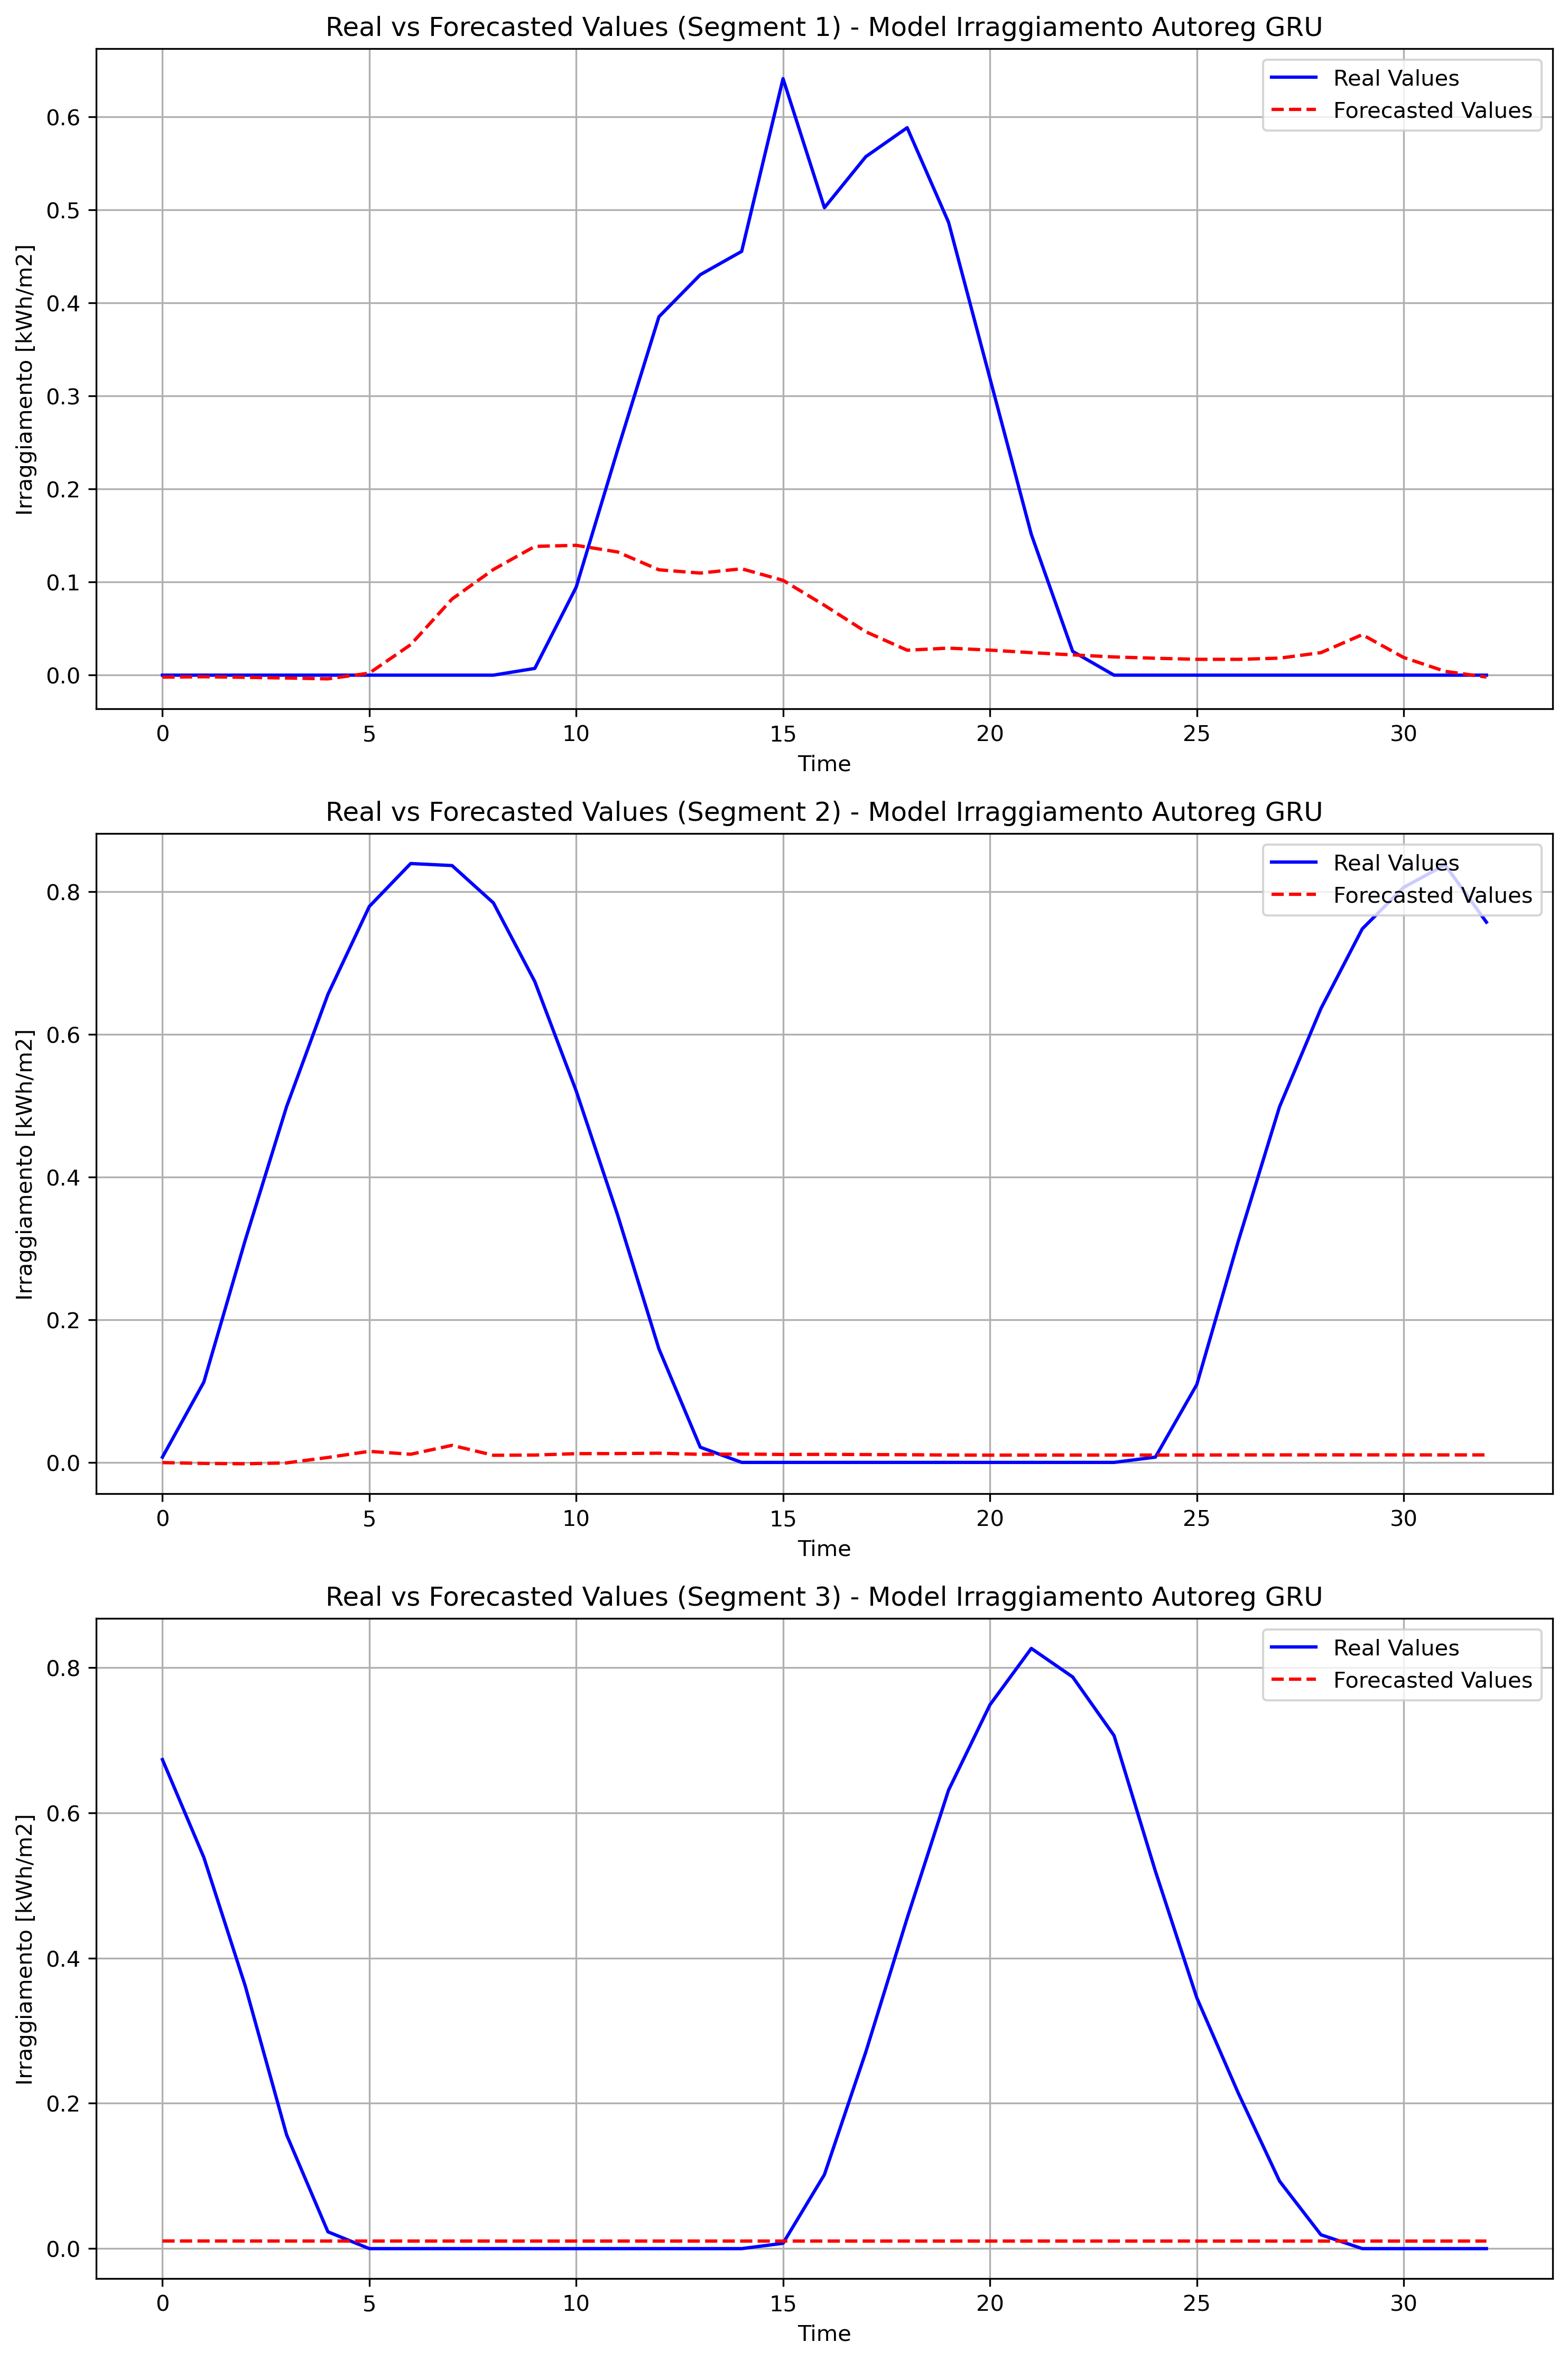 Real vs Forecasted Values (Segment 1) - Model Irraggiamento Autoreg GRU
Real Values
Forecasted Values
Irraggiamento [kWh/m2]
0.6
0.5
0.4
0.3
0.2
0.1
0.0
0 5 10 15 20 25 30
Time
Real vs Forecasted Values (Segment 2) - Model Irraggiamento Autoreg GRU
Real Values
Forecasted Values
Irraggiamento [kWh/m2]
0.8
0.6
0.4
0.2
0.0
0 5 10 15 20 25 30
Time
Real vs Forecasted Values (Segment 3) - Model Irraggiamento Autoreg GRU
Real Values
Forecasted Values
Irraggiamento [kWh/m2]
0.8
0.6
0.4
0.2
0.0
0 5 10 15 20 25 30
Time